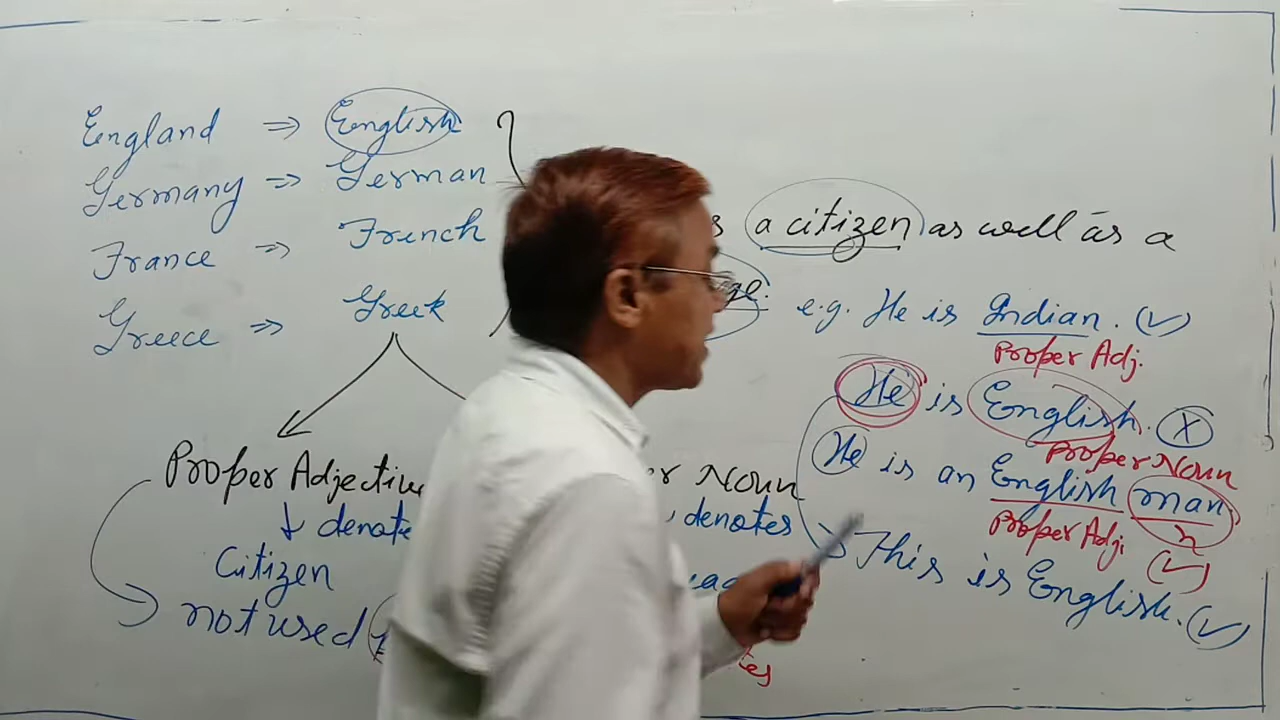 England ⇒ English
Germany ⇒ German
France ⇒ French
Greece ⇒ Greek
a citizen as well as a
e.g. He is Indian. (✓)
Proper Adj.
He is English. (X)
Proper Noun
He is an English man
Proper Adj. n (✓)
This is English. (✓)
Proper Adjective
Noun
↓ denote
denotes
Citizen
not used